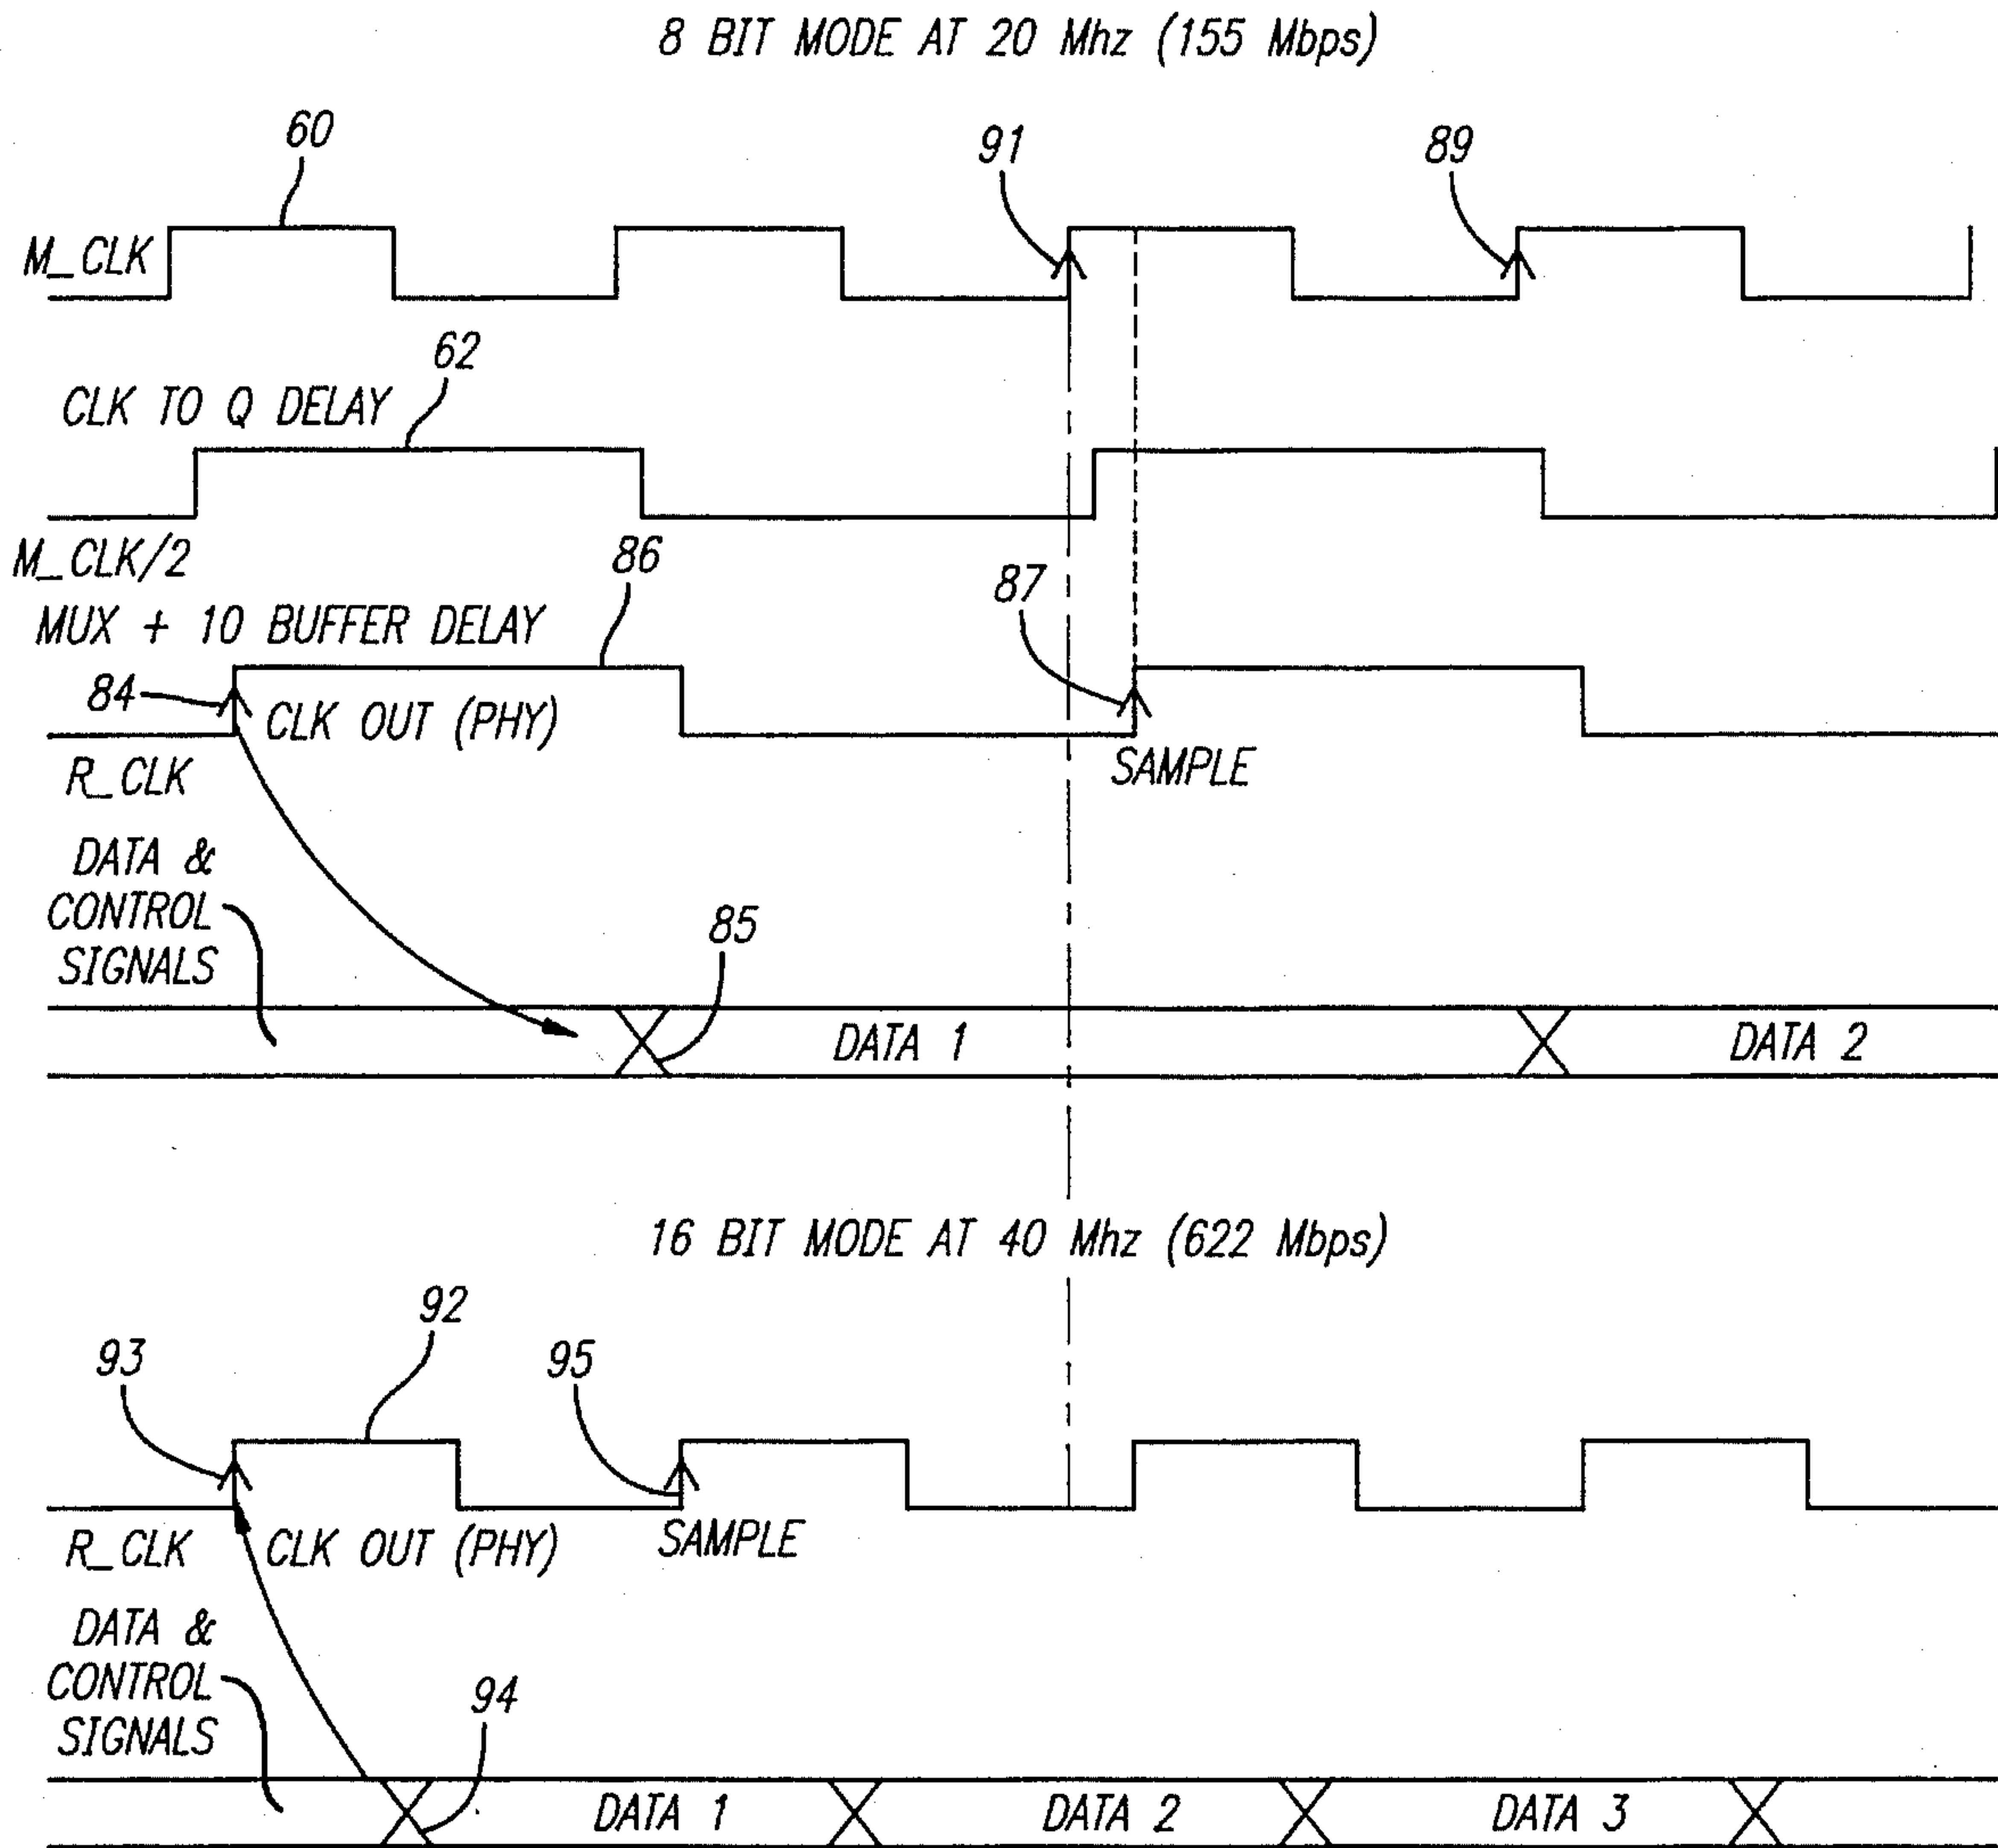 8 BIT MODE AT 20 Mhz (155 Mbps)
60
91
89
M_CLK
62
CLK TO Q DELAY
M_CLK/2
86
87
MUX + 10 BUFFER DELAY
84
CLK OUT (PHY)
SAMPLE
R_CLK
DATA &
CONTROL
SIGNALS
85
DATA 1
DATA 2
16 BIT MODE AT 40 Mhz (622 Mbps)
92
93
95
R_CLK
CLK OUT (PHY)
SAMPLE
DATA &
CONTROL
SIGNALS
94
DATA 1
DATA 2
DATA 3